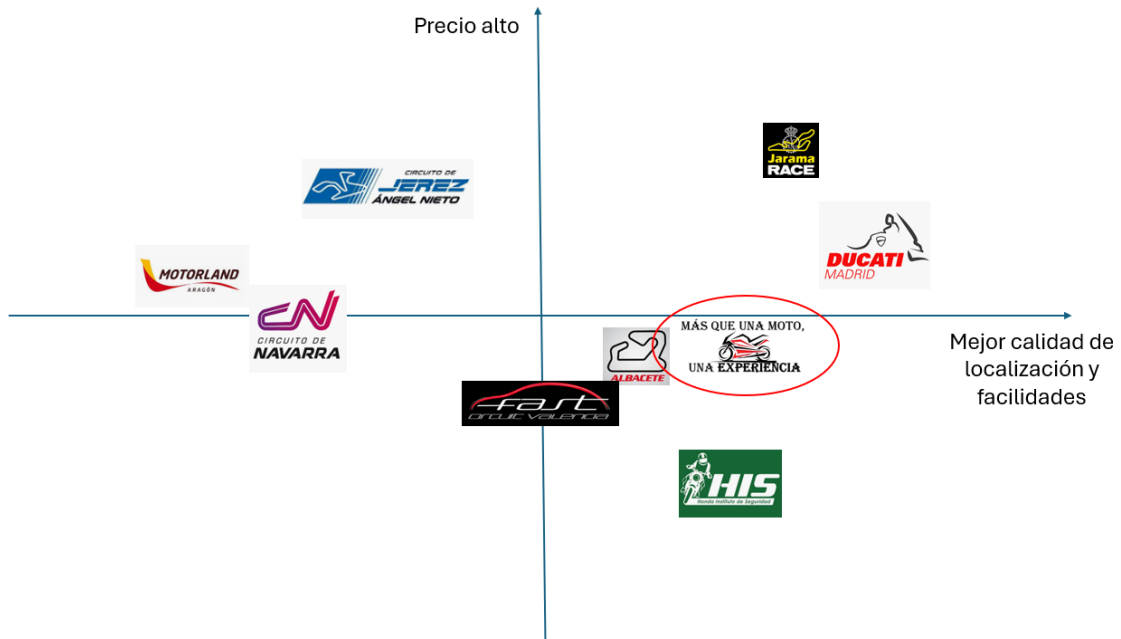 Precio alto
Jarama
RACE
CIRCUITO DE
JEREZ
ÁNGEL NIETO
DUCATI
MADRID
MOTORLAND
ARAGÓN
CN
CIRCUITO DE
NAVARRA
MÁS QUE UNA MOTO,
UNA EXPERIENCIA
ALBACETE
Mejor calidad de
localización y
facilidades
fast
circuit valencia
HIS
Honda Instituto de Seguridad